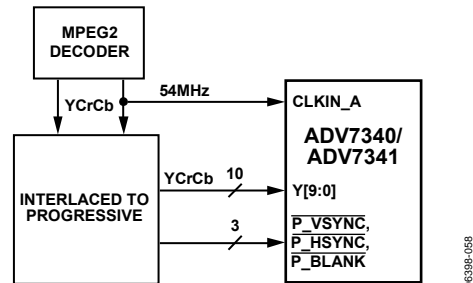 MPEG2
DECODER
YCrCb
54MHz
CLKIN_A
ADV7340/
ADV7341
INTERLACED TO
PROGRESSIVE
YCrCb
10
Y[9:0]
3
P_VSYNC,
P_HSYNC,
P_BLANK
6398-058